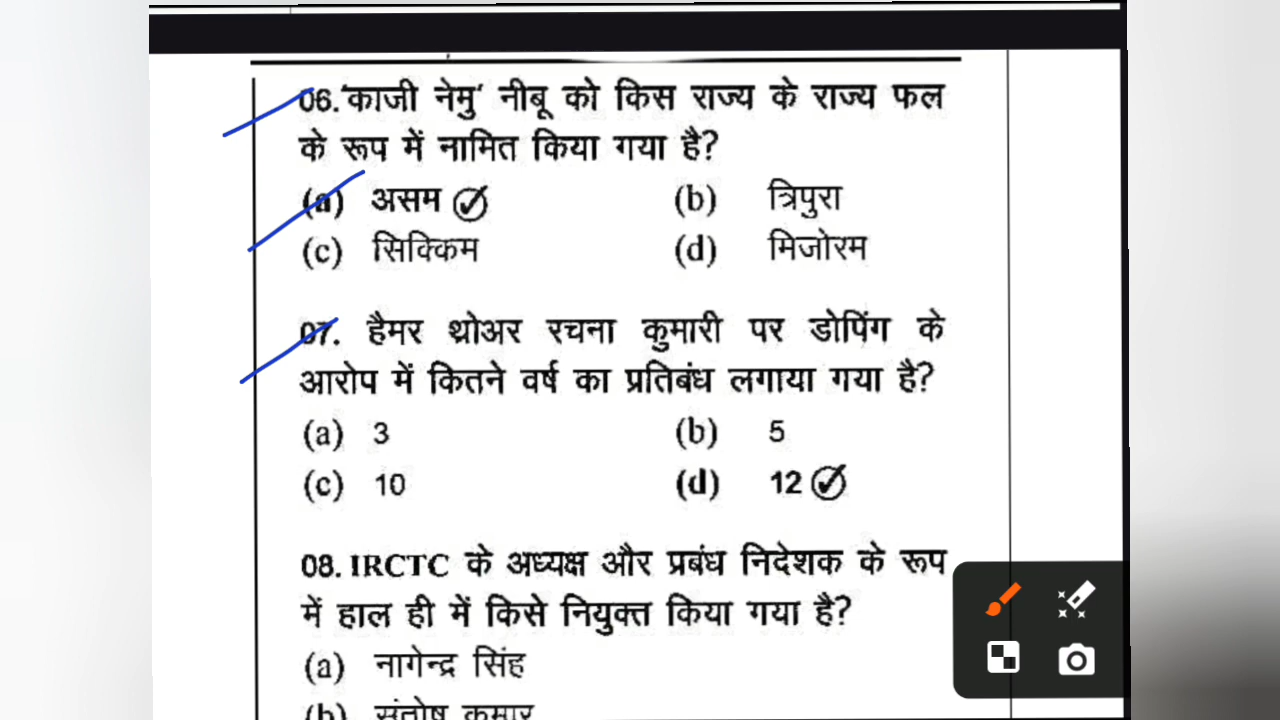 06. ‘काजी नेमु’ नीबू को किस राज्य के राज्य फल
के रूप में नामित किया गया है?
(a) असम (b) त्रिपुरा
(c) सिक्किम (d) मिजोरम
07. हैमर थ्रोअर रचना कुमारी पर डोपिंग के
आरोप में कितने वर्ष का प्रतिबंध लगाया गया है?
(a) 3 (b) 5
(c) 10 (d) 12
08. IRCTC के अध्यक्ष और प्रबंध निदेशक के रूप
में हाल ही में किसे नियुक्त किया गया है?
(a) नागेन्द्र सिंह
(b) संतोष कुमार